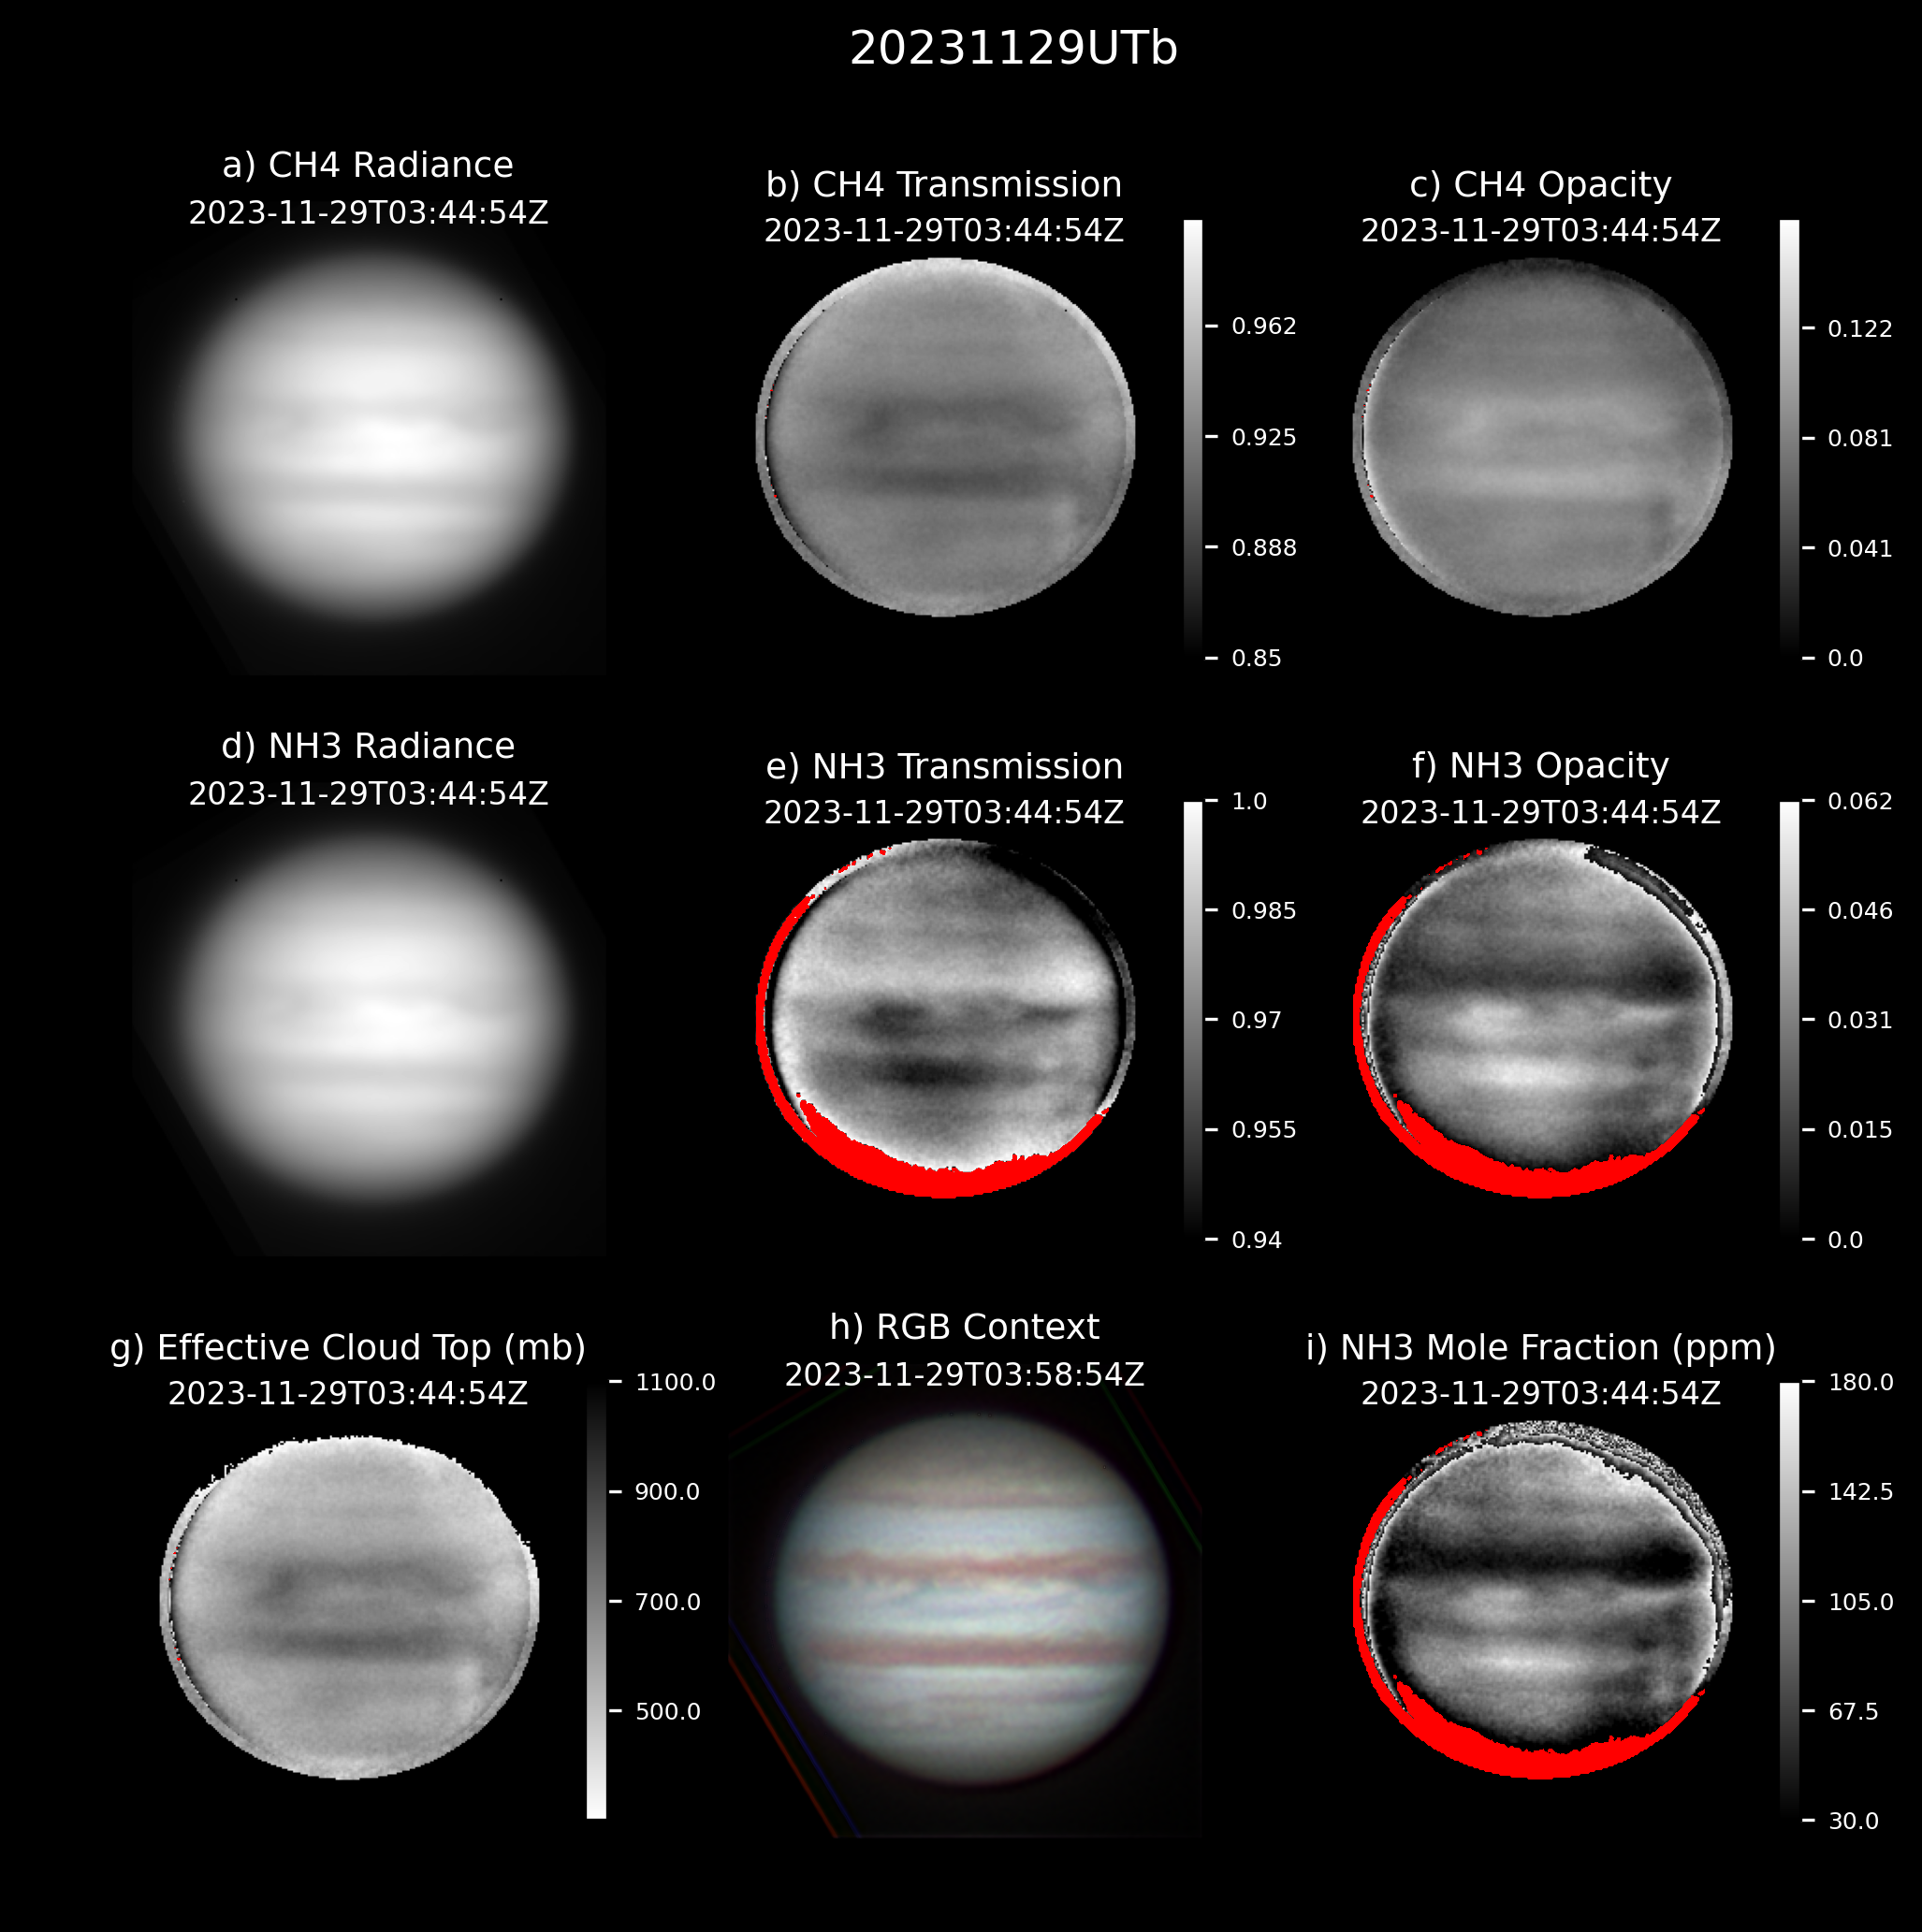 20231129UTb
a) CH4 Radiance
2023-11-29T03:44:54Z
b) CH4 Transmission
2023-11-29T03:44:54Z
0.962
0.925
0.888
0.85
c) CH4 Opacity
2023-11-29T03:44:54Z
0.122
0.081
0.041
0.0
d) NH3 Radiance
2023-11-29T03:44:54Z
e) NH3 Transmission
2023-11-29T03:44:54Z
1.0
0.985
0.97
0.955
0.94
f) NH3 Opacity
2023-11-29T03:44:54Z
0.062
0.046
0.031
0.015
0.0
g) Effective Cloud Top (mb)
2023-11-29T03:44:54Z
1100.0
900.0
700.0
500.0
h) RGB Context
2023-11-29T03:58:54Z
i) NH3 Mole Fraction (ppm)
2023-11-29T03:44:54Z
180.0
142.5
105.0
67.5
30.0